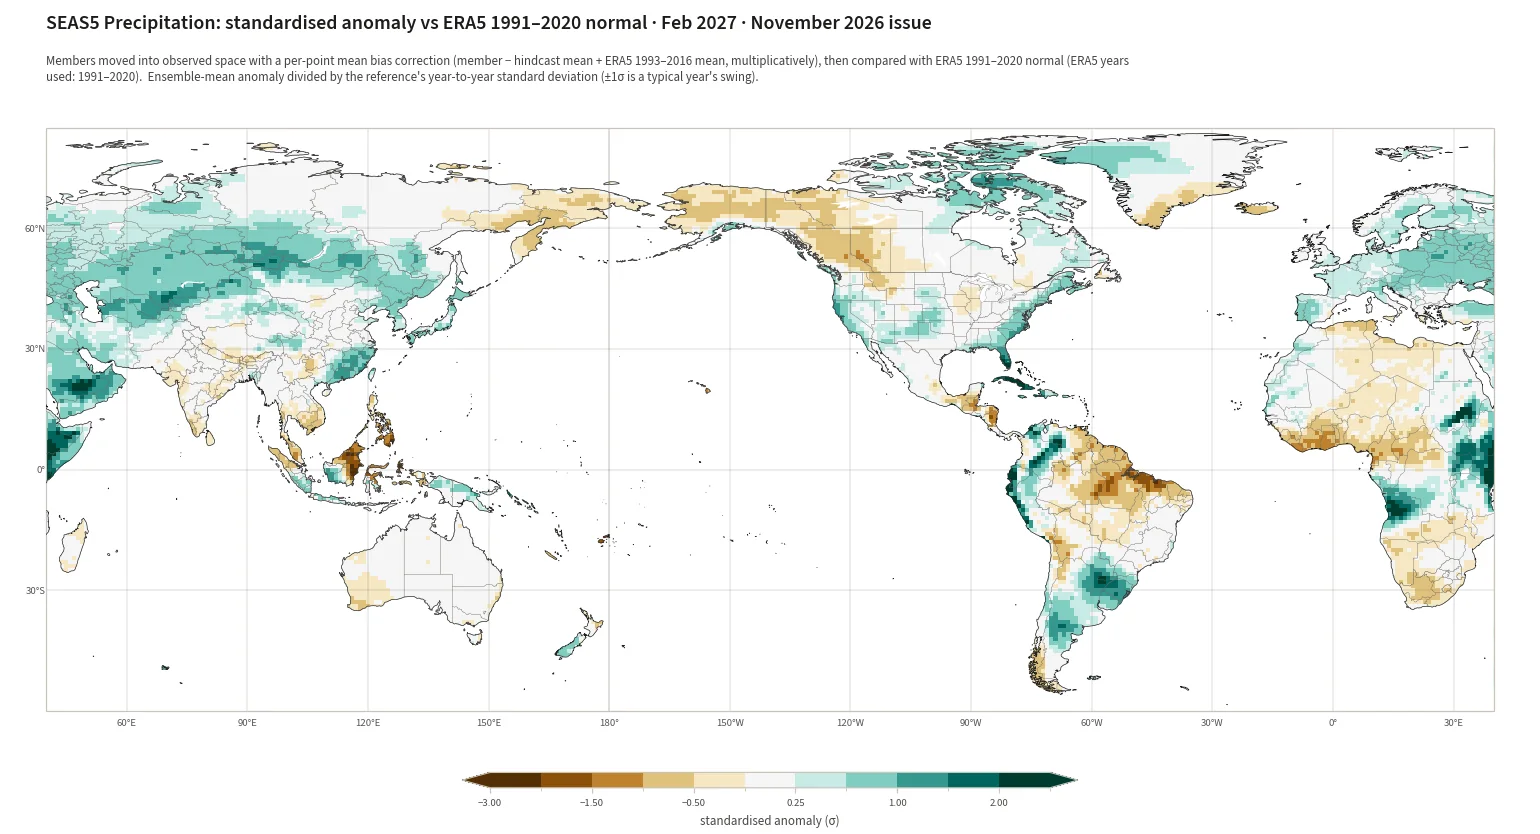 SEAS5 Precipitation: standardised anomaly vs ERA5 1991–2020 normal · Feb 2027 · November 2026 issue
Members moved into observed space with a per-point mean bias correction (member − hindcast mean + ERA5 1993–2016 mean, multiplicatively), then compared with ERA5 1991–2020 normal (ERA5 years
used: 1991–2020).  Ensemble-mean anomaly divided by the reference's year-to-year standard deviation (±1σ is a typical year's swing).
60°N
30°N
0°
30°S
60°E 90°E 120°E 150°E 180° 150°W 120°W 90°W 60°W 30°W 0° 30°E
−3.00 −1.50 −0.50 0.25 1.00 2.00
standardised anomaly (σ)